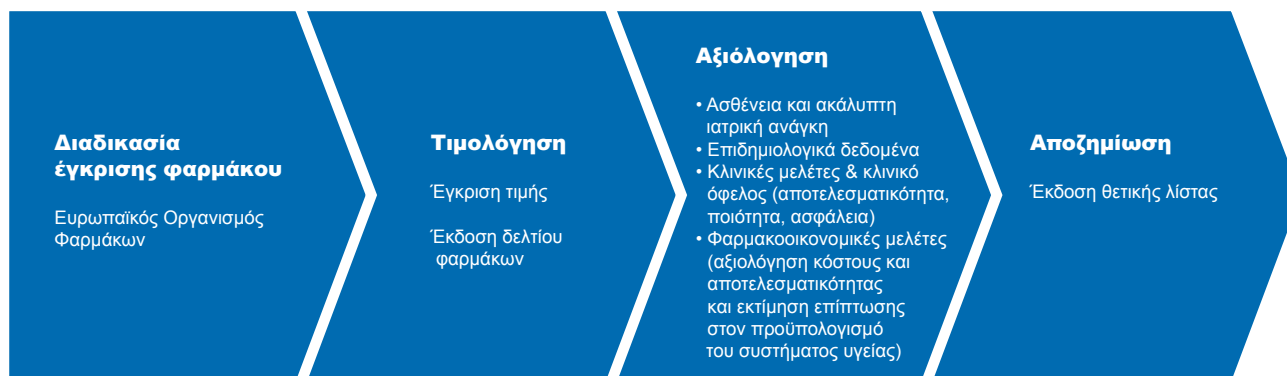 Διαδικασία
έγκρισης φαρμάκου
Ευρωπαϊκός Οργανισμός
Φαρμάκων
Τιμολόγηση
Έγκριση τιμής
Έκδοση δελτίου
φαρμάκων
Αξιόλογηση
• Ασθένεια και ακάλυπτη
ιατρική ανάγκη
• Επιδημιολογικά δεδομένα
• Κλινικές μελέτες & κλινικό
όφελος (αποτελεσματικότητα,
ποιότητα, ασφάλεια)
• Φαρμακοοικονομικές μελέτες
(αξιολόγηση κόστους και
αποτελεσματικότητας
και εκτίμηση επίπτωσης
στον προϋπολογισμό
του συστήματος υγείας)
Αποζημίωση
Έκδοση θετικής λίστας